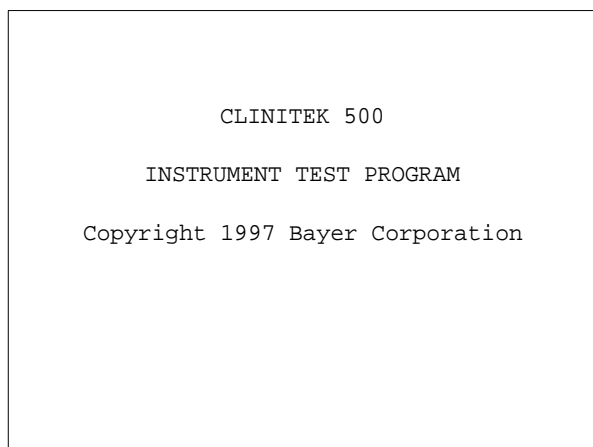 CLINITEK 500
INSTRUMENT TEST PROGRAM
Copyright 1997 Bayer Corporation